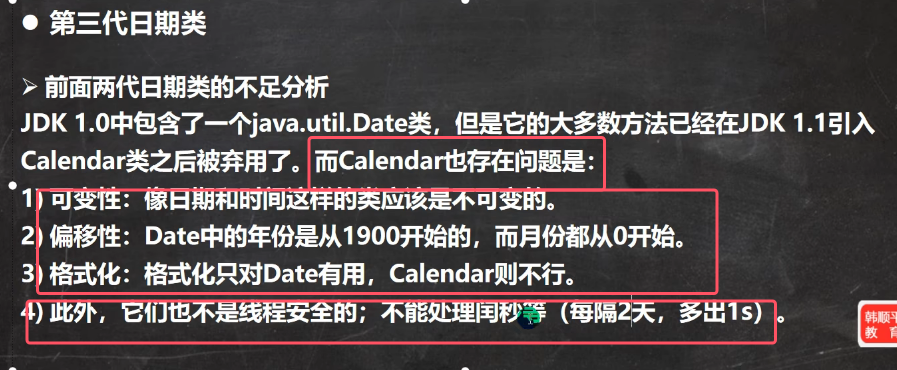 ● 第三代日期类
➢ 前面两代日期类的不足分析
JDK 1.0中包含了一个java.util.Date类，但是它的大多数方法已经在JDK 1.1引入
Calendar类之后被弃用了。而Calendar也存在问题是：
1) 可变性：像日期和时间这样的类应该是不可变的。
2) 偏移性：Date中的年份是从1900开始的，而月份都从0开始。
3) 格式化：格式化只对Date有用，Calendar则不行。
4) 此外，它们也不是线程安全的；不能处理闰秒等（每隔2天，多出1s）。
韩顺平
教 育